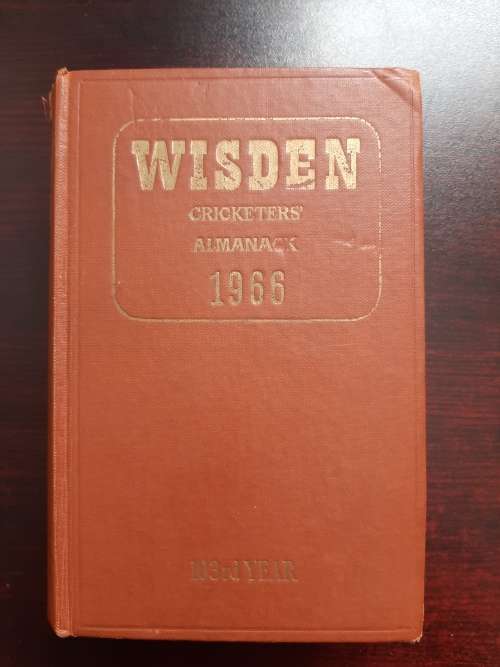 WISDEN
CRICKETERS'
ALMANACK
1966
103rd YEAR